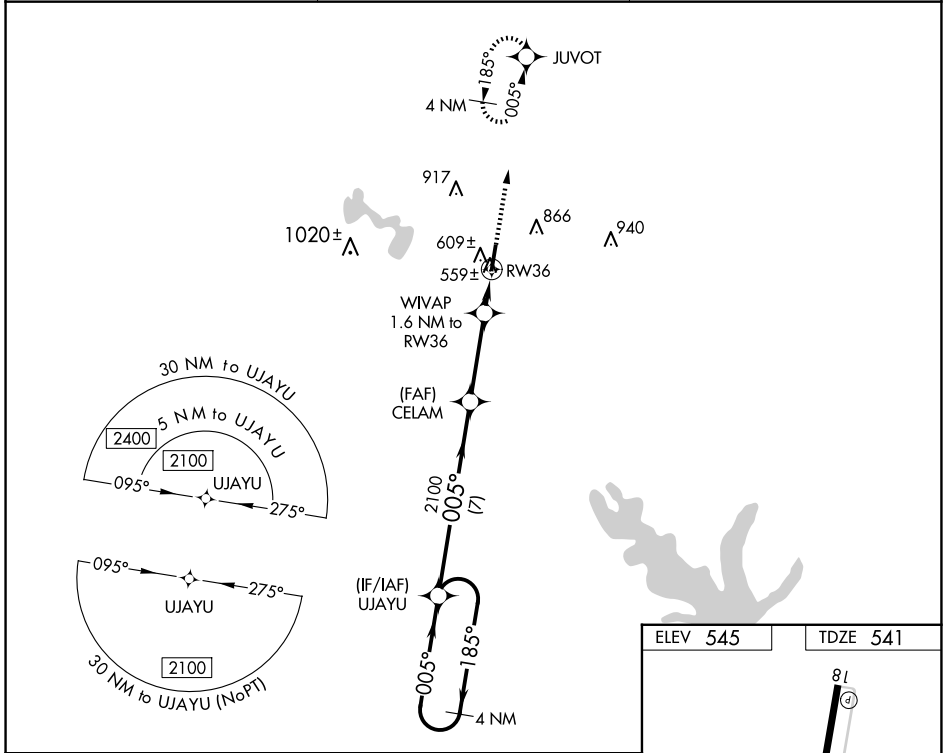 JUVOT
185°
005°
4 NM
917
866
940
1020±
609±
559±
RW36
WIVAP
1.6 NM to
RW36
(FAF)
CELAM
30 NM to UJAYU
5 NM to UJAYU
2400
2100
UJAYU
095°
275°
2100
005°
(7)
095°
275°
UJAYU
2100
30 NM to UJAYU (NoPT)
(IF/IAF)
UJAYU
005°
185°
4 NM
ELEV 545
TDZE 541
18
P